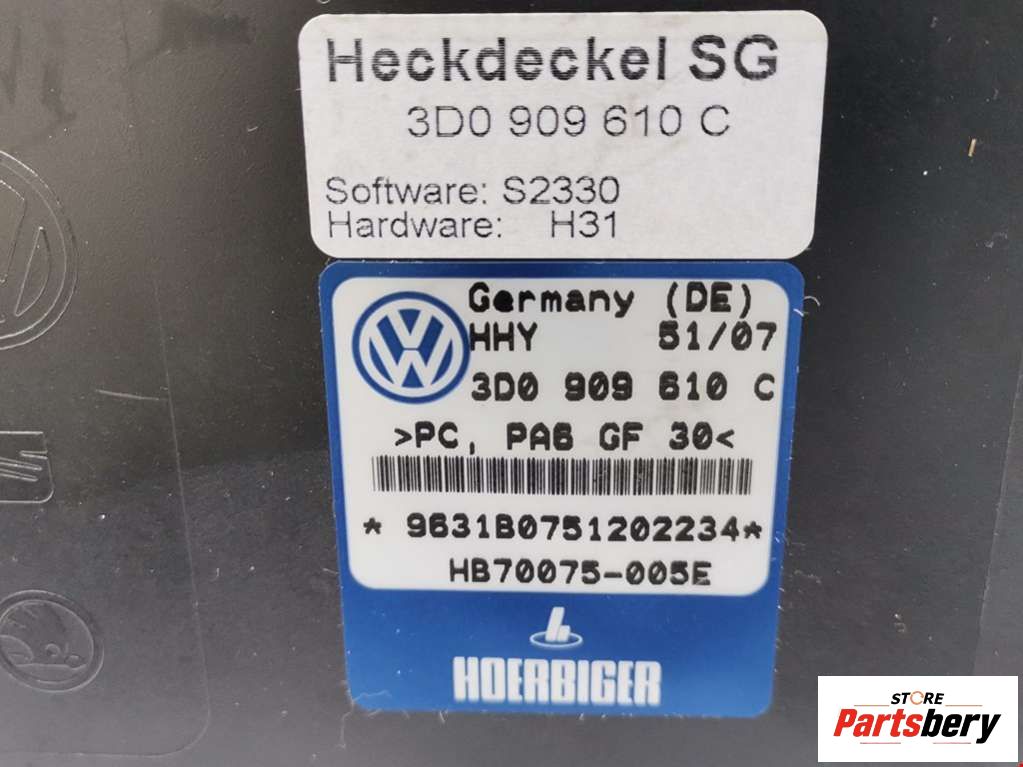 Heckdeckel SG
3D0 909 610 C
Software: S2330
Hardware: H31
Germany (DE)
HHY 51/07
3D0 909 610 C
>PC, PA6 GF 30<
* 9631B0751202234*
HB70075-005E
HOERBIGER
STORE
Partsbery